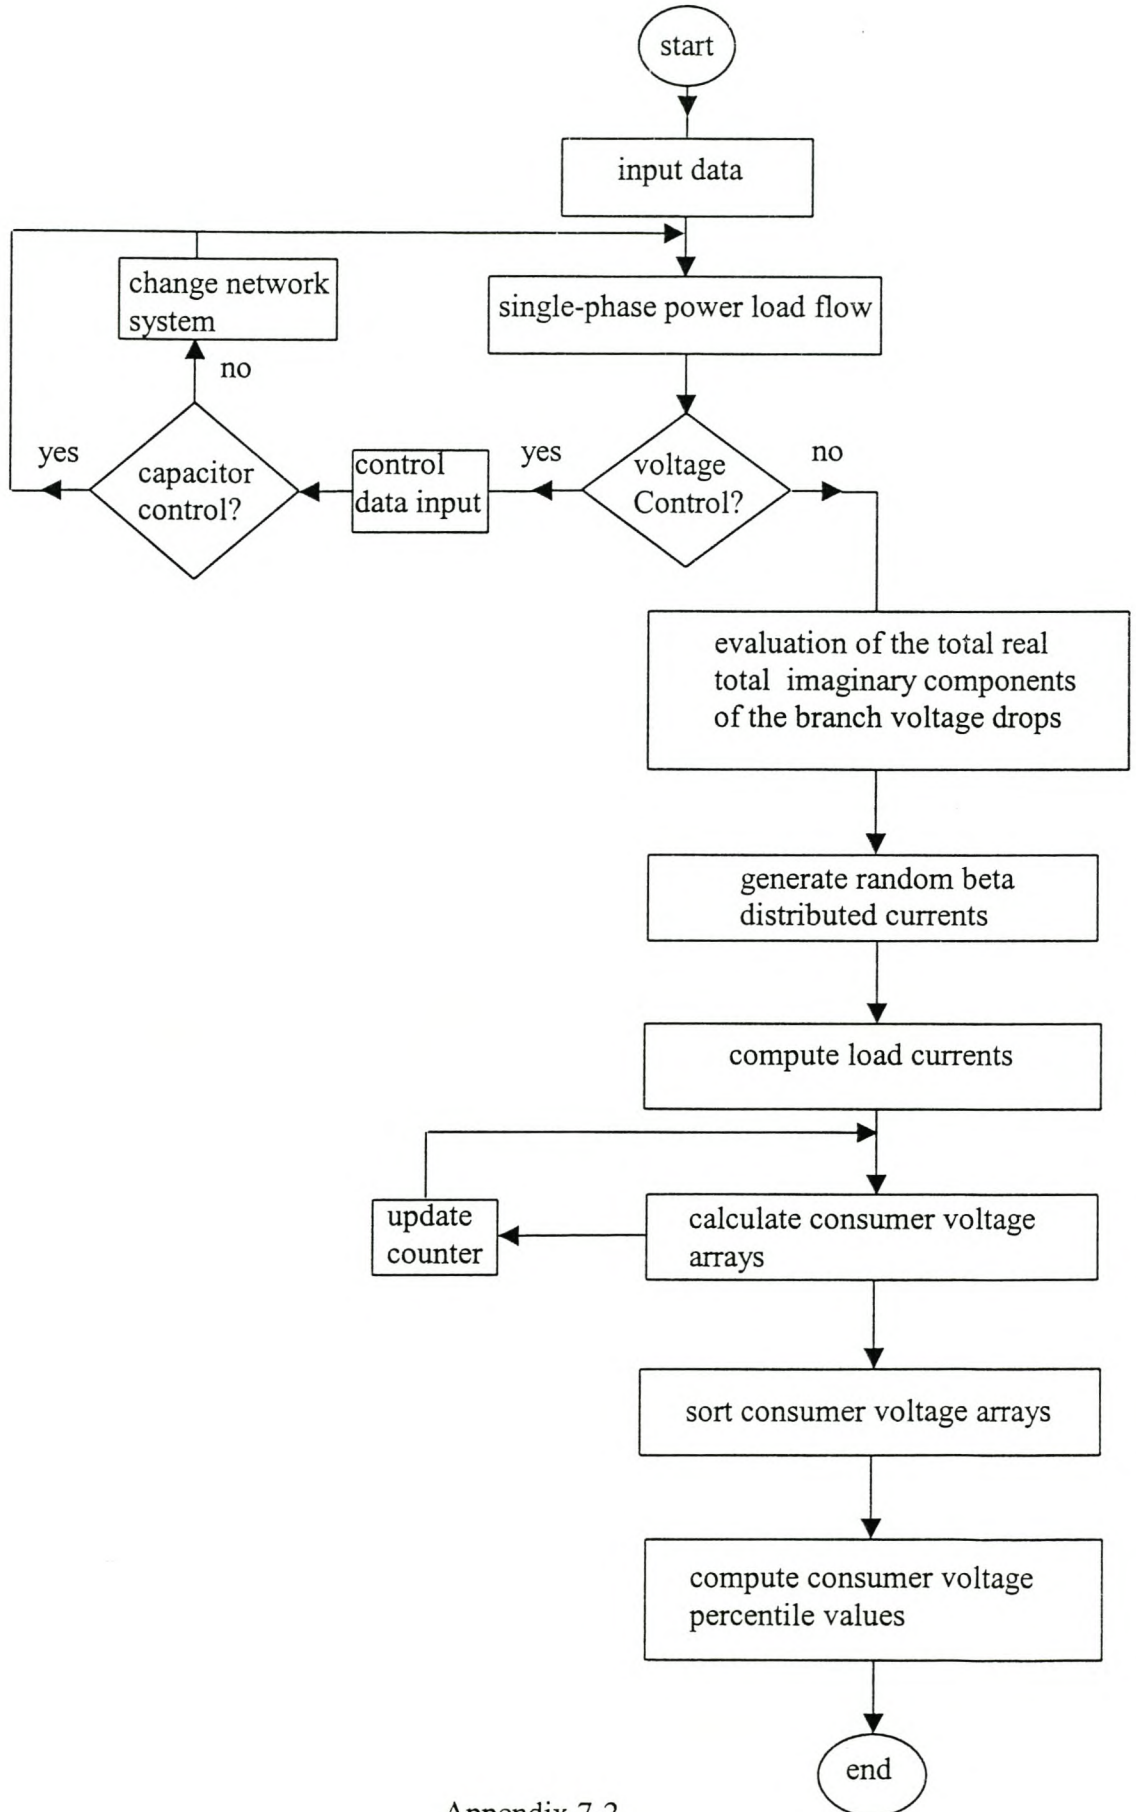 start
input data
change network
system
single-phase power load flow
no
yes
capacitor
control?
control
data input
yes
voltage
Control?
no
evaluation of the total real
total imaginary components
of the branch voltage drops
generate random beta
distributed currents
compute load currents
update
counter
calculate consumer voltage
arrays
sort consumer voltage arrays
compute consumer voltage
percentile values
end
Appendix 7-2